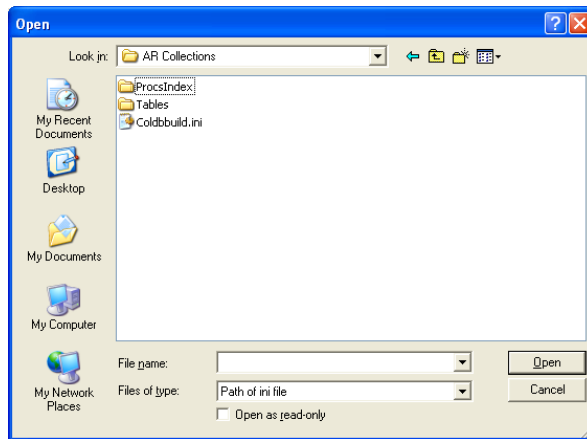 Open
Look in: AR Collections
ProcsIndex
Tables
Coldbbuild.ini
My Recent
Documents
Desktop
My Documents
My Computer
My Network
Places
File name:
Open
Files of type: Path of ini file
Cancel
Open as read-only